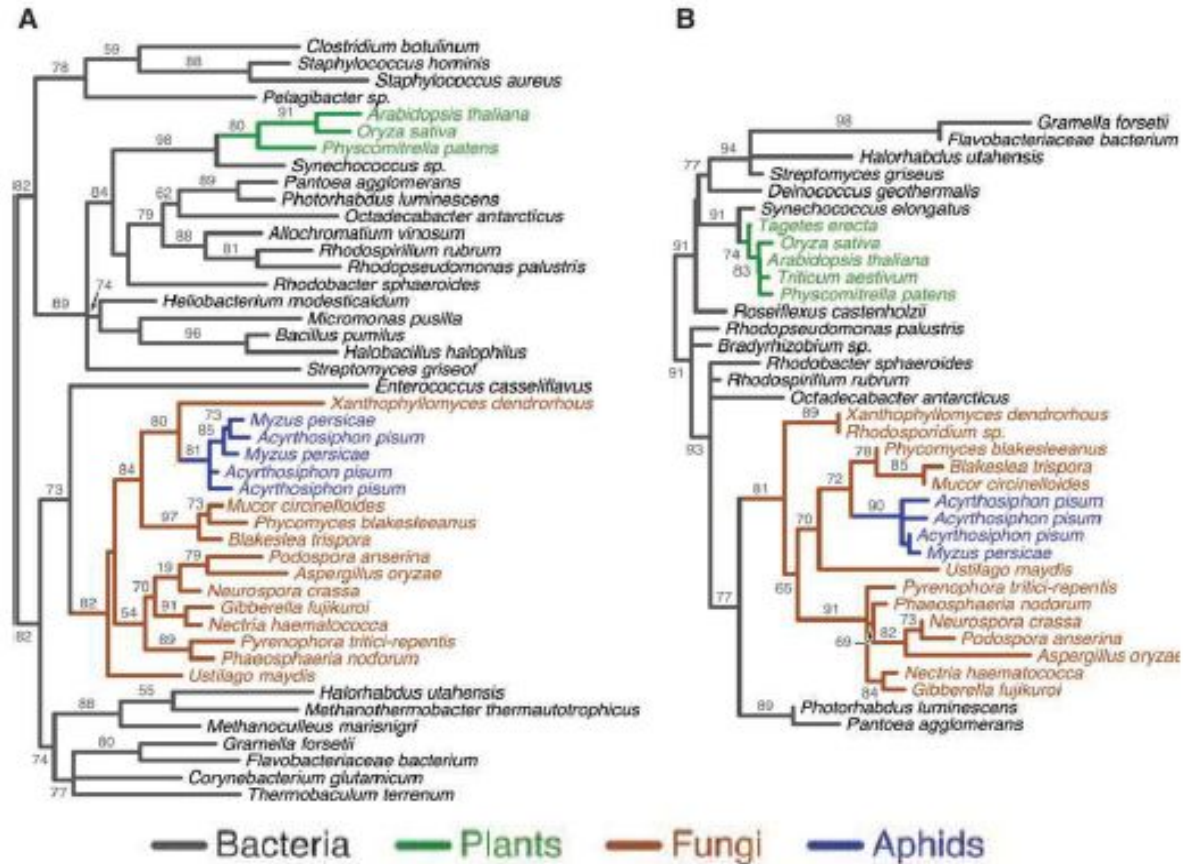 A
59
Clostridium botulinum
88
Staphylococcus hominis
78
Staphylococcus aureus
Pelagibacter sp.
91
Arabidopsis thaliana
80
Oryza sativa
98
Physcomitrella patens
Synechococcus sp.
82
84
89
Pantoea agglomerans
62
Photorhabdus luminescens
79
Octadecabacter antarcticus
88
Allochromatium vinosum
81
Rhodospirillum rubrum
Rhodopseudomonas palustris
Rhodobacter sphaeroides
74
Heliobacterium modesticaldum
89
Micromonas pusilla
96
Bacillus pumilus
Halobacillus halophilus
Streptomyces griseof
Enterococcus casseliflavus
Xanthophyllomyces dendrorhous
80
73
Myzus persicae
85
Acyrthosiphon pisum
81
Myzus persicae
84
Acyrthosiphon pisum
Acyrthosiphon pisum
73
73
Mucor circinelloides
97
Phycomyces blakesleeanus
Blakeslea trispora
79
Podospora anserina
19
Aspergillus oryzae
70
Neurospora crassa
82
54
91
Gibberella fujikuroi
Nectria haematococca
82
89
Pyrenophora tritici-repentis
Phaeosphaeria nodorum
Ustilago maydis
55
Halorhabdus utahensis
88
Methanothermobacter thermautotrophicus
Methanoculleus marisnigri
74
80
Gramella forsetii
Flavobacteriaceae bacterium
Corynebacterium glutamicum
77
Thermobaculum terrenum
B
98
Gramella forsetii
Flavobacteriaceae bacterium
94
Halorhabdus utahensis
77
Streptomyces griseus
Deinococcus geothermalis
91
Synechococcus elongatus
Tagetes erecta
74
Oryza sativa
91
83
Arabidopsis thaliana
Triticum aestivum
Physcomitrella patens
Roseiflexus castenholzii
Rhodopseudomonas palustris
Bradyrhizobium sp.
91
Rhodobacter sphaeroides
Rhodospirillum rubrum
Octadecabacter antarcticus
93
89
Xanthophyllomyces dendrorhous
Rhodosporidium sp.
78
Phycomyces blakesleeanus
85
Blakeslea trispora
72
Mucor circinelloides
81
90
Acyrthosiphon pisum
70
Acyrthosiphon pisum
Acyrthosiphon pisum
Myzus persicae
Ustilago maydis
65
Pyrenophora tritici-repentis
77
91
Phaeosphaeria nodorum
73
Neurospora crassa
69
82
Podospora anserina
Aspergillus oryzae
Nectria haematococca
84
Gibberella fujikuroi
89
Photorhabdus luminescens
Pantoea agglomerans
Bacteria Plants Fungi Aphids